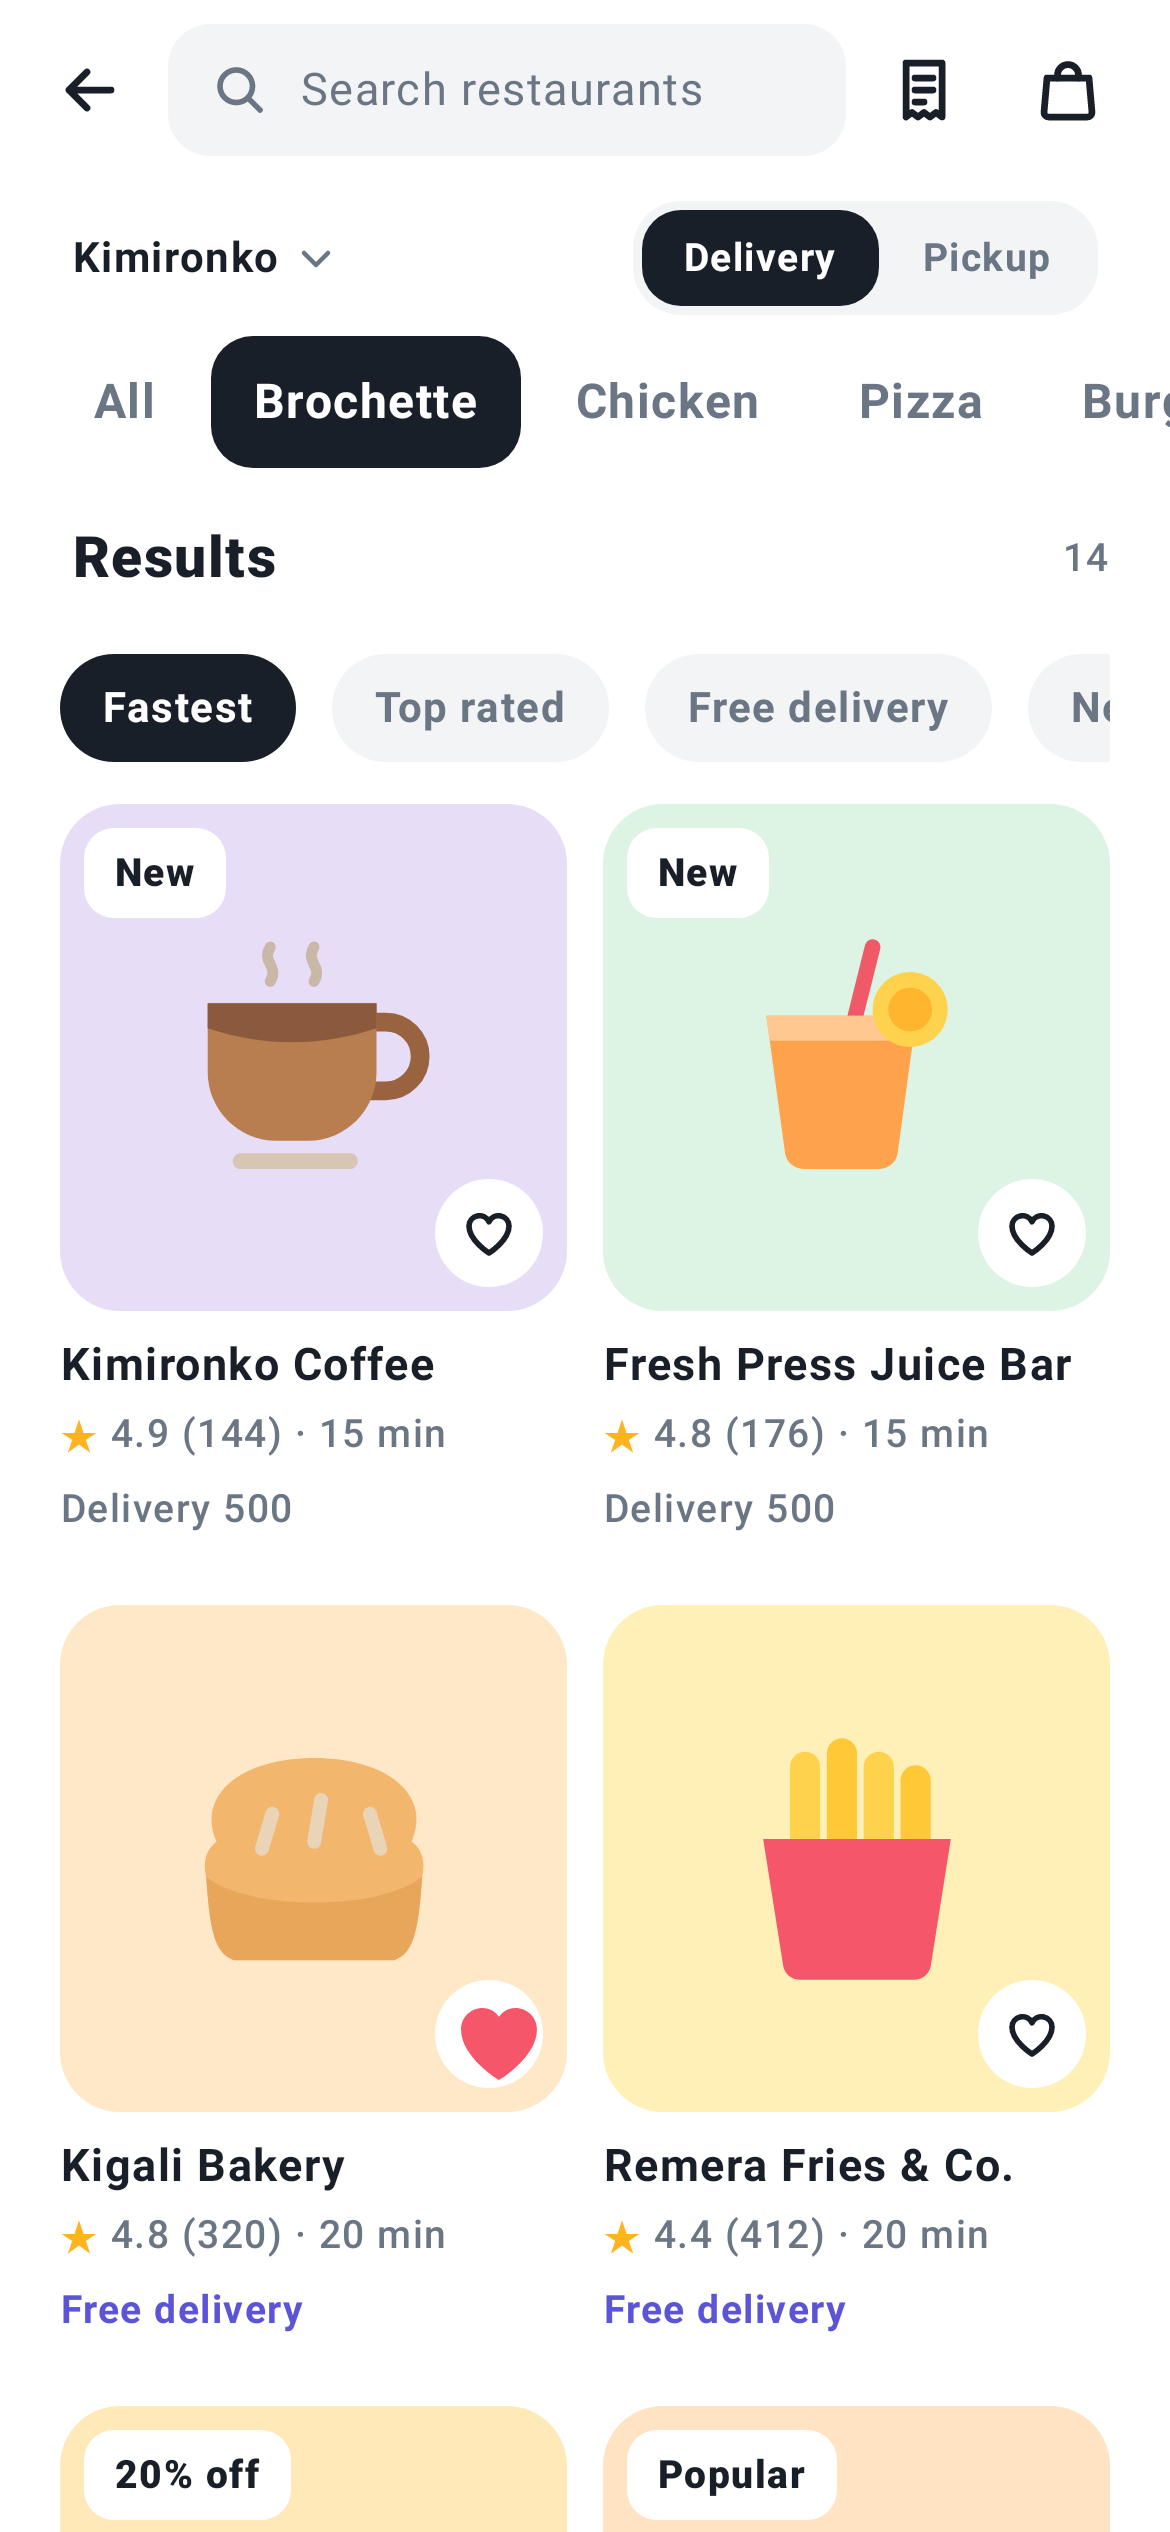 Search restaurants
Kimironko
Delivery Pickup
All Brochette Chicken Pizza Burg
Results 14
Fastest Top rated Free delivery Ne
New New
Kimironko Coffee Fresh Press Juice Bar
★ 4.9 (144) · 15 min ★ 4.8 (176) · 15 min
Delivery 500 Delivery 500
Kigali Bakery Remera Fries & Co.
★ 4.8 (320) · 20 min ★ 4.4 (412) · 20 min
Free delivery Free delivery
20% off Popular